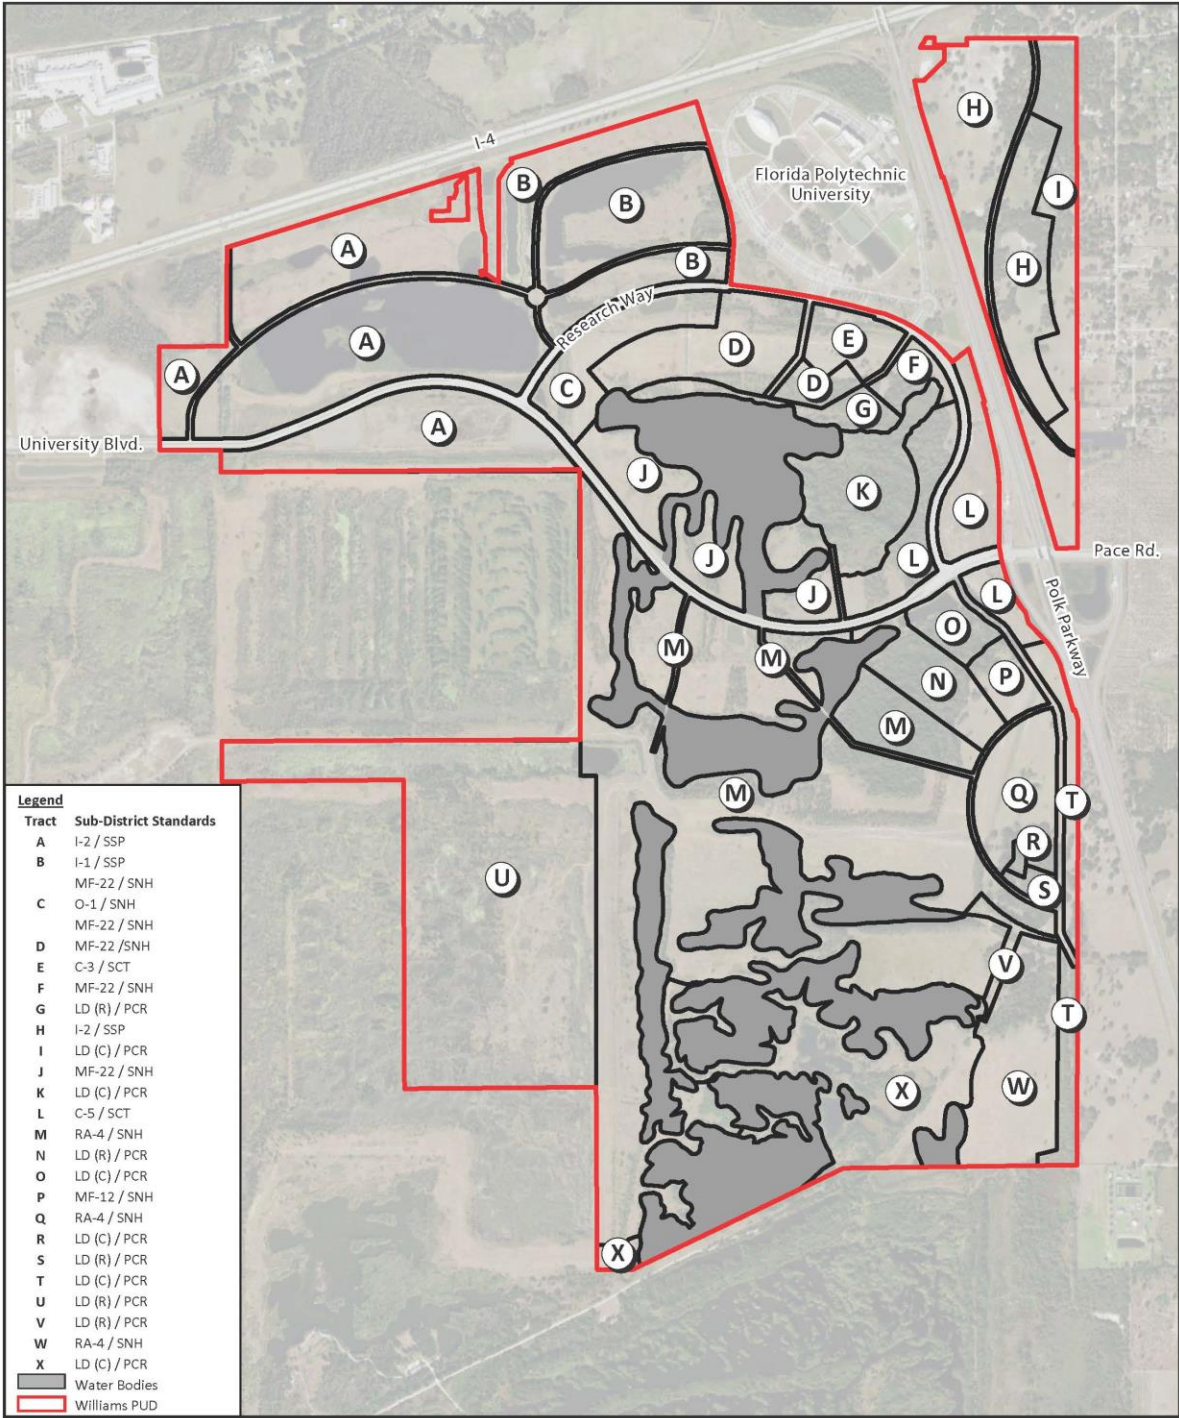 H
I-4
B
Florida Polytechnic
University
I
B
A
B
H
Research Way
A
D
E
F
A
C
D
G
A
University Blvd.
J
K
L
J
L
Pace Rd.
J
L
Polk Parkway
O
M
M
N
P
M
M
Q
T
R
U
S
V
T
X
W
X
Legend
Tract Sub-District Standards
A I-2 / SSP
B I-1 / SSP
MF-22 / SNH
C O-1 / SNH
MF-22 / SNH
D MF-22 /SNH
E C-3 / SCT
F MF-22 / SNH
G LD (R) / PCR
H I-2 / SSP
I LD (C) / PCR
J MF-22 / SNH
K LD (C) / PCR
L C-5 / SCT
M RA-4 / SNH
N LD (R) / PCR
O LD (C) / PCR
P MF-12 / SNH
Q RA-4 / SNH
R LD (C) / PCR
S LD (R) / PCR
T LD (C) / PCR
U LD (R) / PCR
V LD (R) / PCR
W RA-4 / SNH
X LD (C) / PCR
Water Bodies
Williams PUD